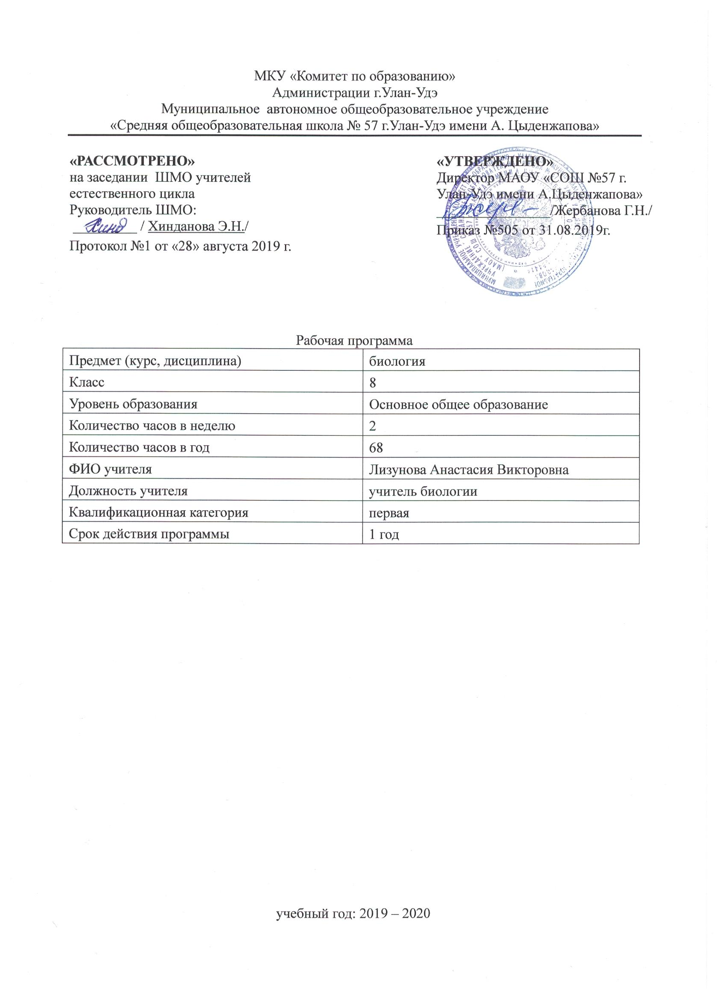 МКУ «Комитет по образованию»
Администрации г.Улан-Удэ
Муниципальное автономное общеобразовательное учреждение
«Средняя общеобразовательная школа № 57 г.Улан-Удэ имени А. Цыденжапова»
«РАССМОТРЕНО»
на заседании ШМО учителей
естественного цикла
Руководитель ШМО:
Хинд / Хинданова Э.Н./
Протокол №1 от «28» августа 2019 г.
«УТВЕРЖДЕНО»
Директор МАОУ «СОШ №57 г.
Улан-Удэ имени А.Цыденжапова»
/Жербанова Г.Н./
Приказ №505 от 31.08.2019г.
Рабочая программа
Предмет (курс, дисциплина) биология
Класс 8
Уровень образования Основное общее образование
Количество часов в неделю 2
Количество часов в год 68
ФИО учителя Лизунова Анастасия Викторовна
Должность учителя учитель биологии
Квалификационная категория первая
Срок действия программы 1 год
учебный год: 2019 – 2020